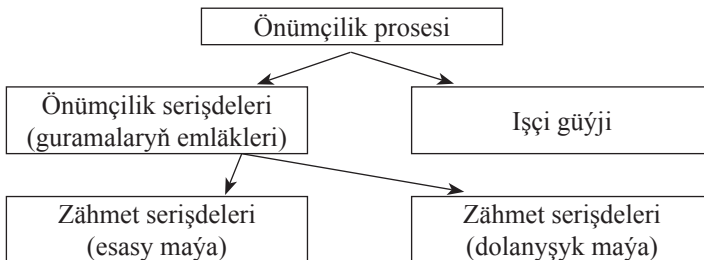 Önümçilik prosesi
Önümçilik serişdeleri
(guramalaryň emläkleri)
Işçi güýji
Zähmet serişdeleri
(esasy maýa)
Zähmet serişdeleri
(dolanyşyk maýa)